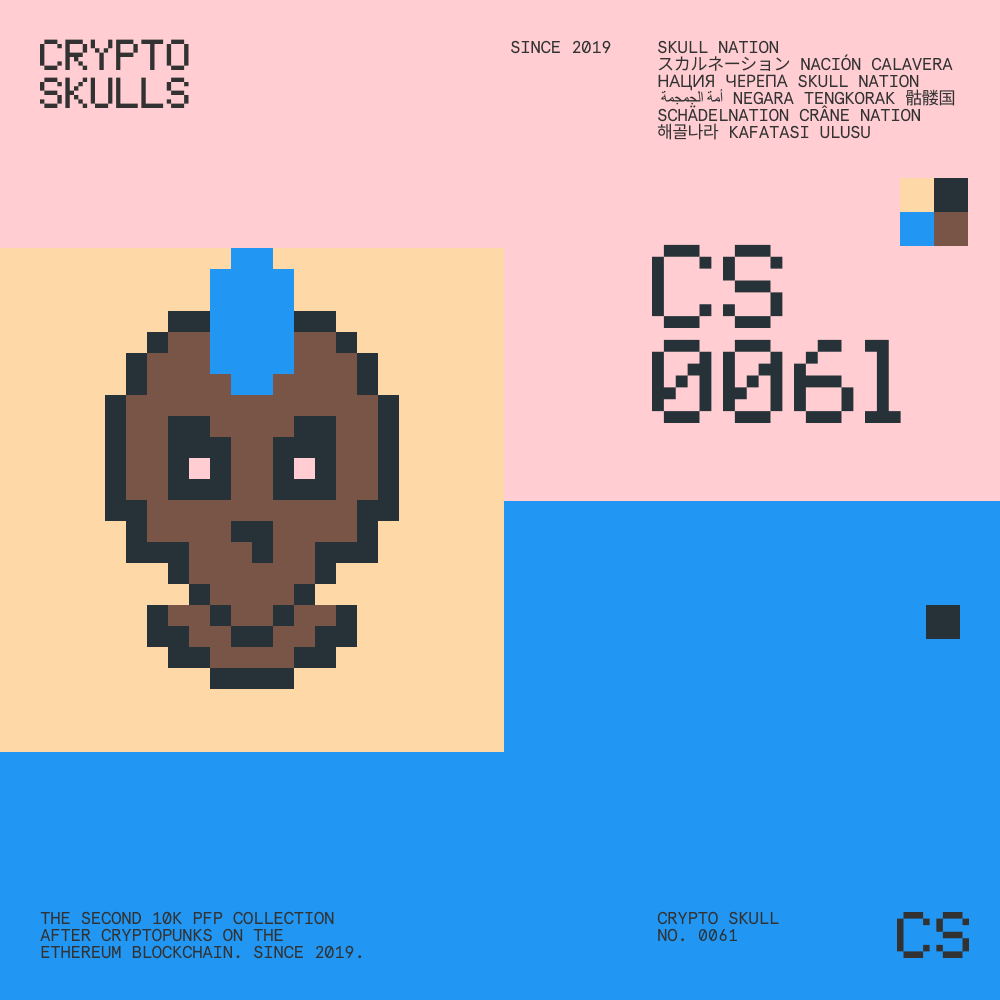 CRYPTO
SKULLS
SINCE 2019
SKULL NATION
スカルネーション NACIÓN CALAVERA
НАЦИЯ ЧЕРЕПА SKULL NATION
أمة الجمجمة NEGARA TENGKORAK 骷髅国
SCHÄDELNATION CRÂNE NATION
해골나라 KAFATASI ULUSU
CS
0061
THE SECOND 10K PFP COLLECTION
AFTER CRYPTOPUNKS ON THE
ETHEREUM BLOCKCHAIN. SINCE 2019.
CRYPTO SKULL
NO. 0061
CS